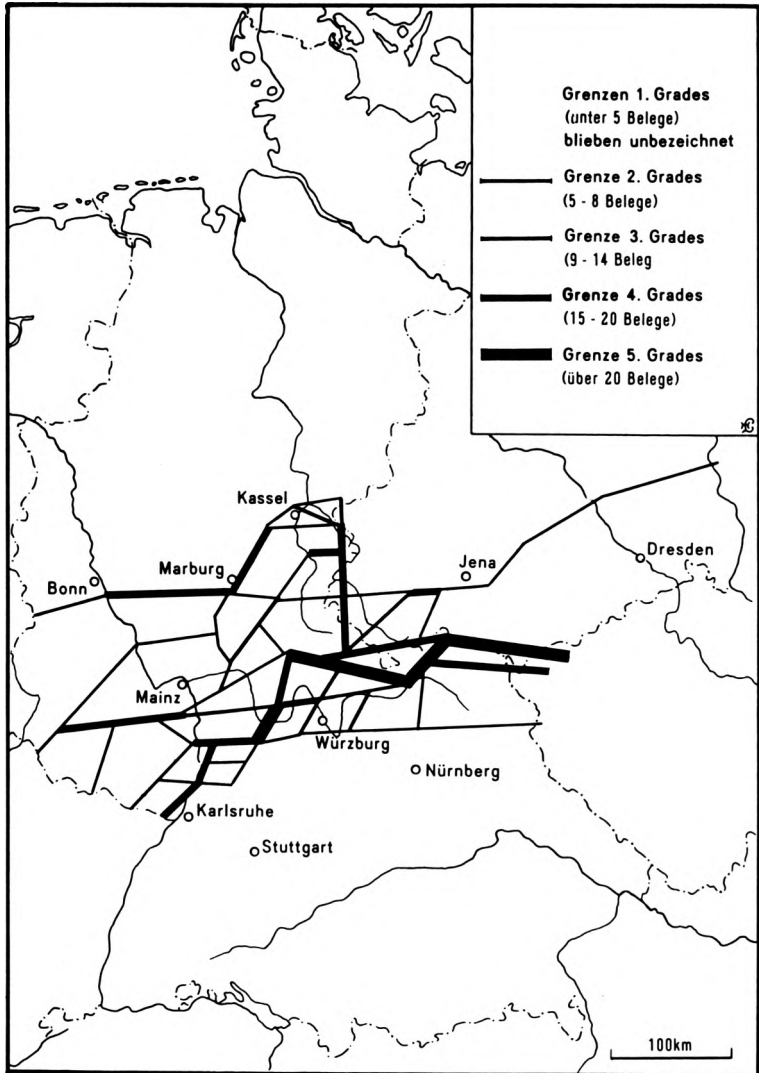 Grenzen 1. Grades
(unter 5 Belege)
blieben unbezeichnet
Grenze 2. Grades
(5 - 8 Belege)
Grenze 3. Grades
(9 - 14 Beleg
Grenze 4. Grades
(15 - 20 Belege)
Grenze 5. Grades
(über 20 Belege)
Kassel
Marburg
Jena
Dresden
Bonn
Mainz
Würzburg
Nürnberg
Karlsruhe
Stuttgart
100km